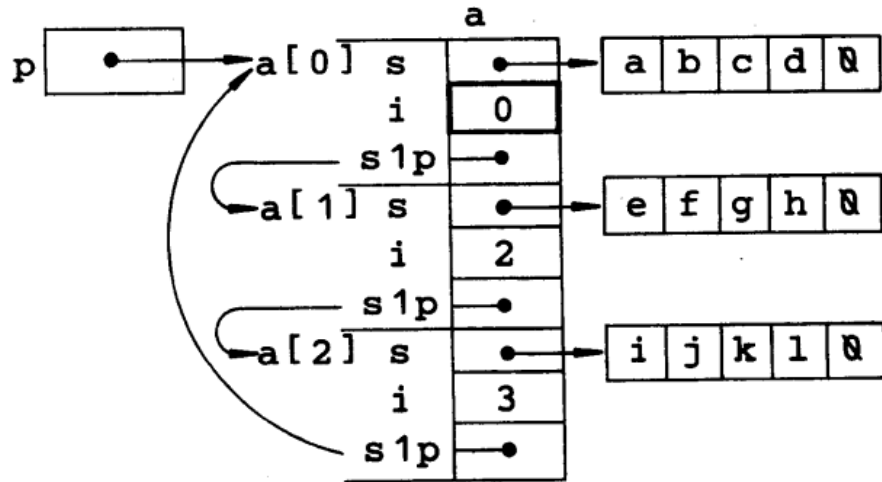 a
p a[0] s a b c d \0
i 0
s1p
a[1] s e f g h \0
i 2
s1p
a[2] s i j k l \0
i 3
s1p